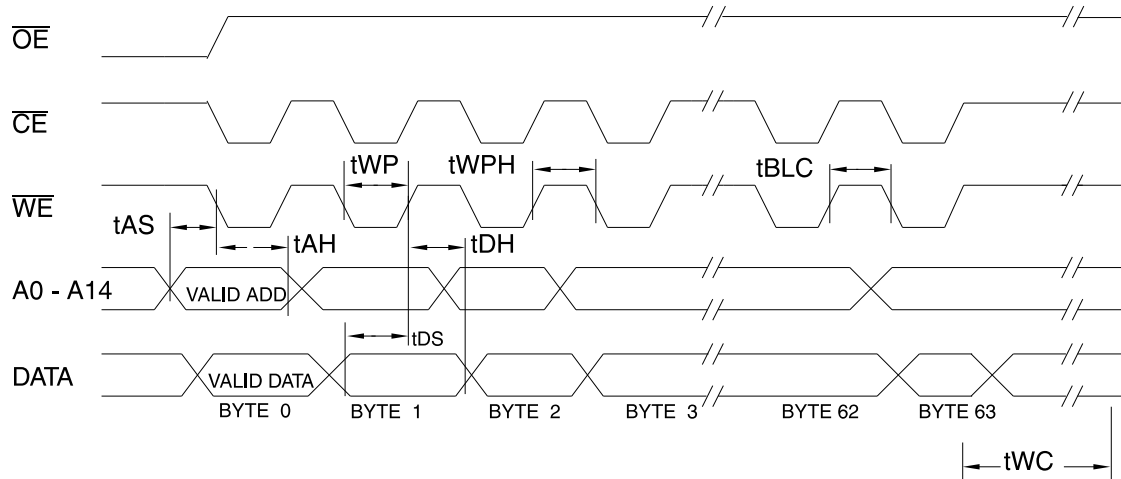 OE
CE
tWP tWPH tBLC
WE
tAS
tAH tDH
A0 - A14 VALID ADD
tDS
DATA VALID DATA
BYTE 0 BYTE 1 BYTE 2 BYTE 3 BYTE 62 BYTE 63
tWC